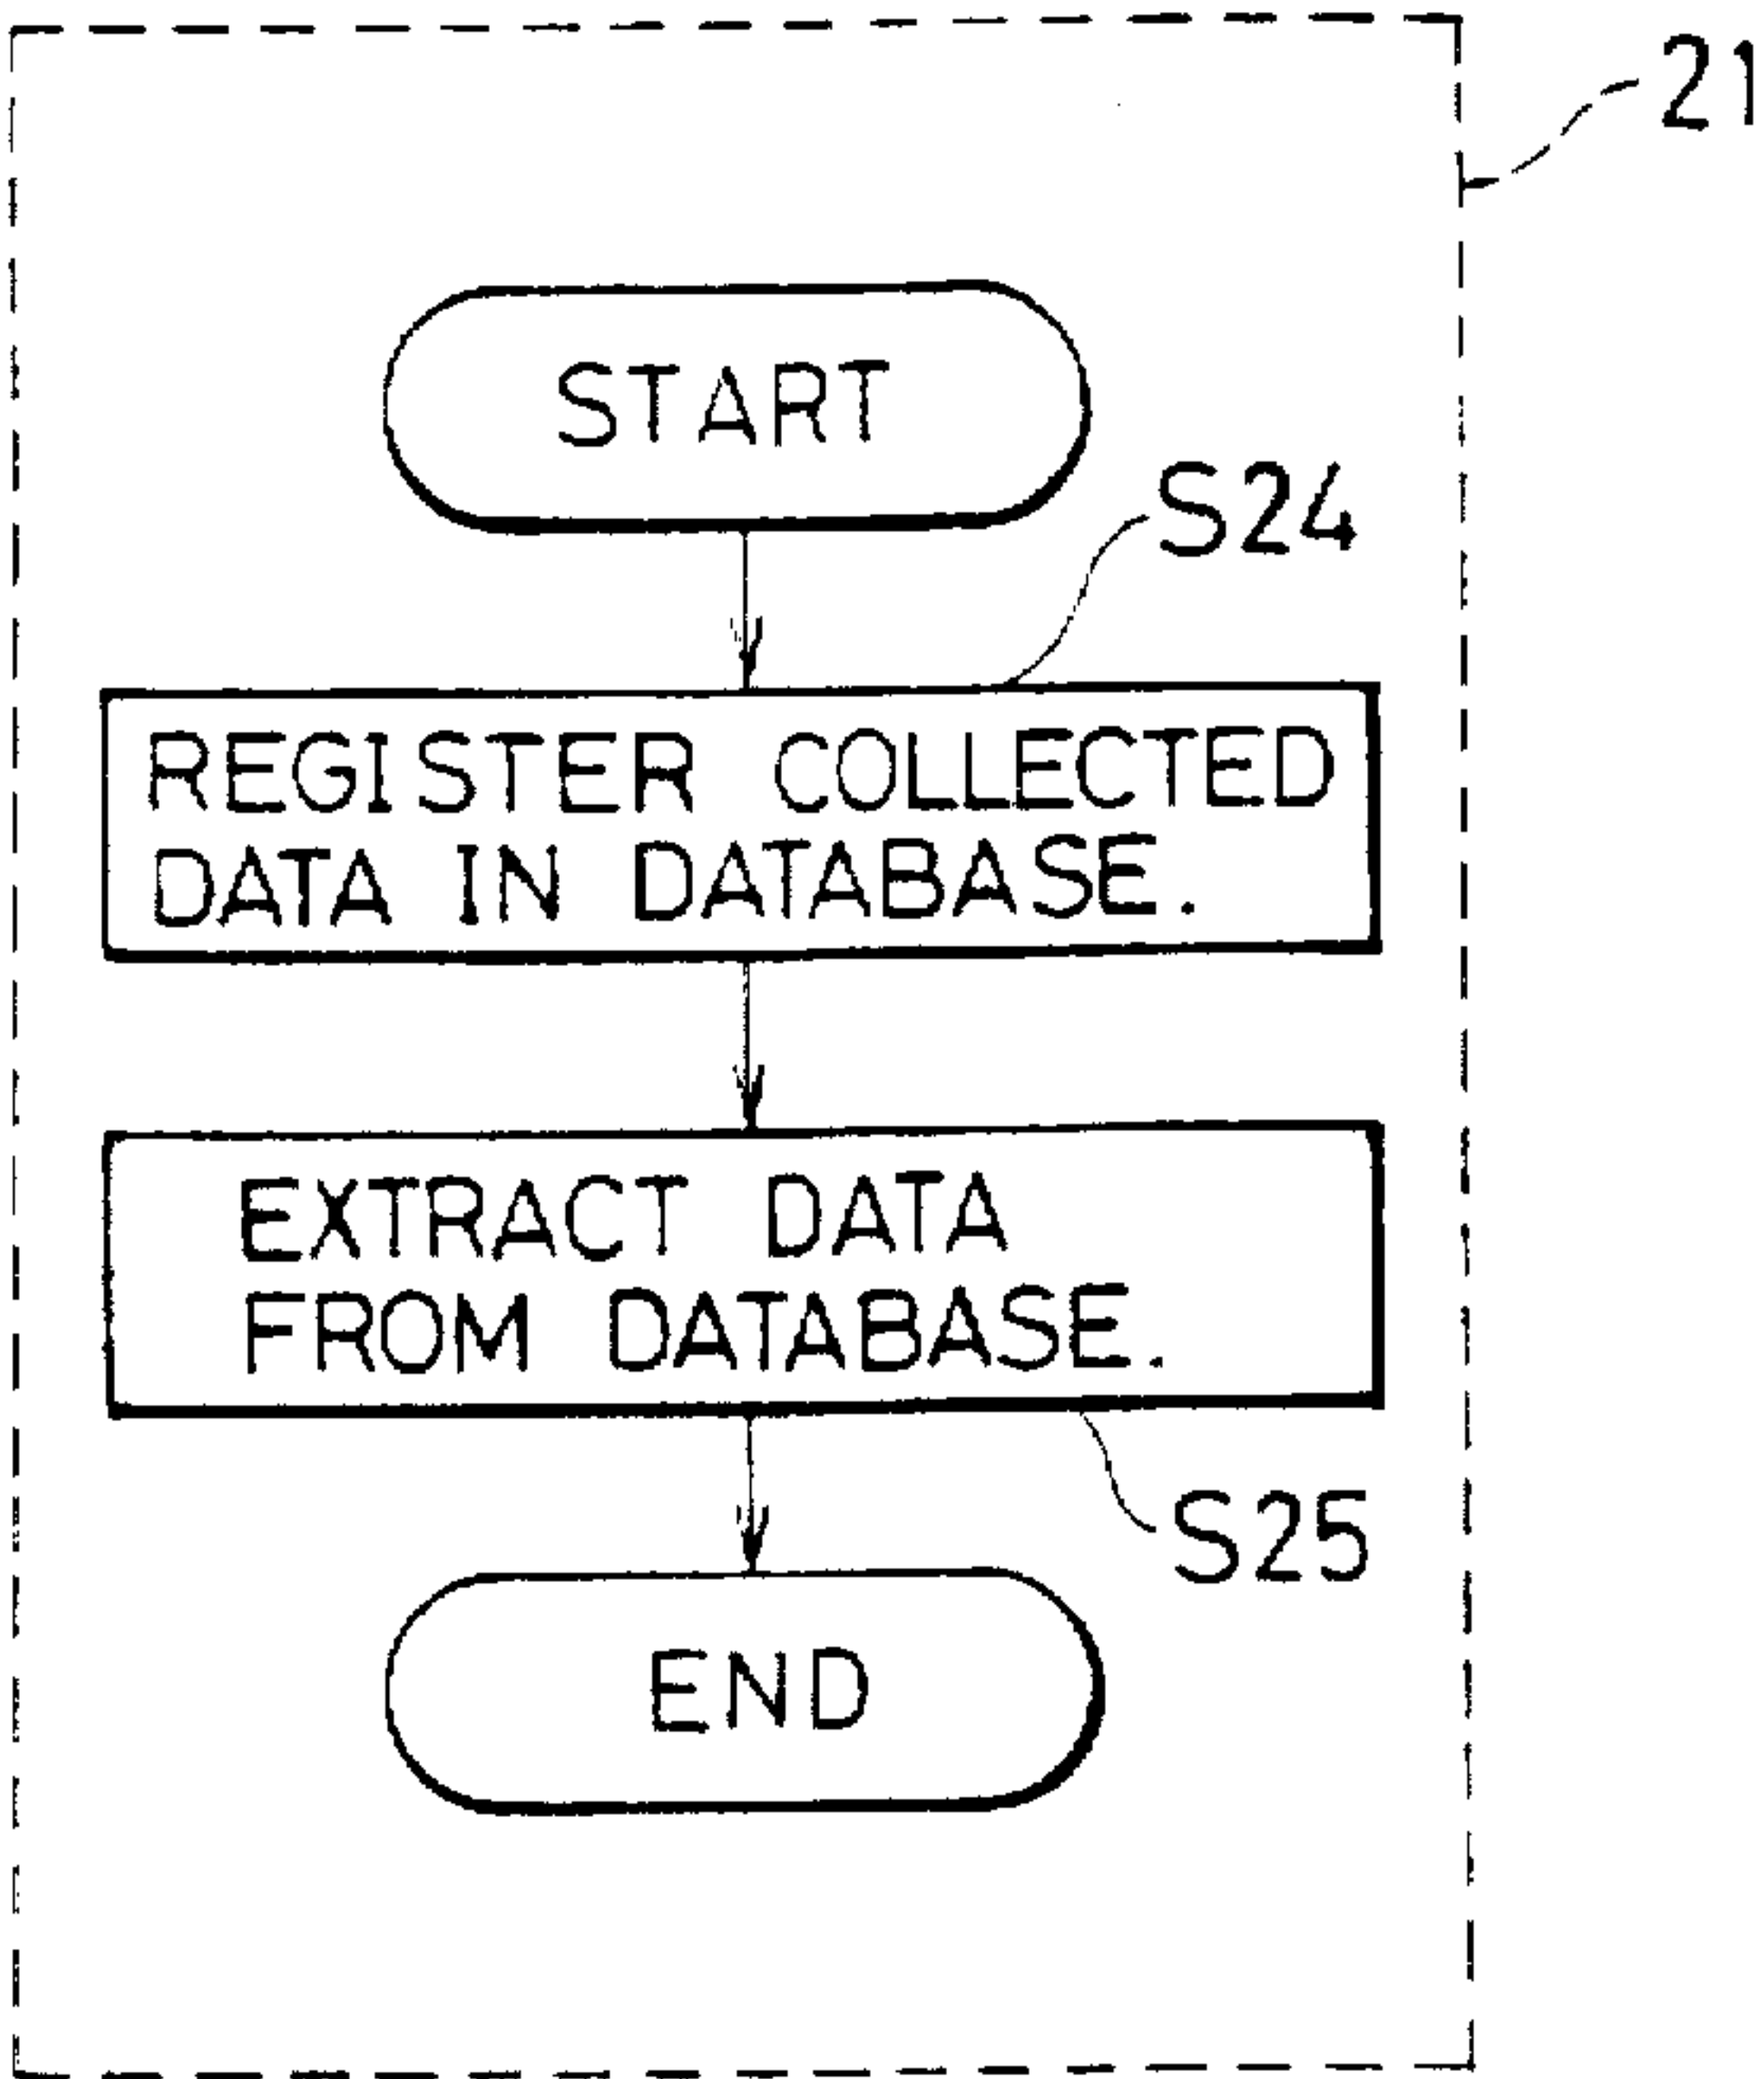 21
START
S24
REGISTER COLLECTED
DATA IN DATABASE.
EXTRACT DATA
FROM DATABASE.
S25
END